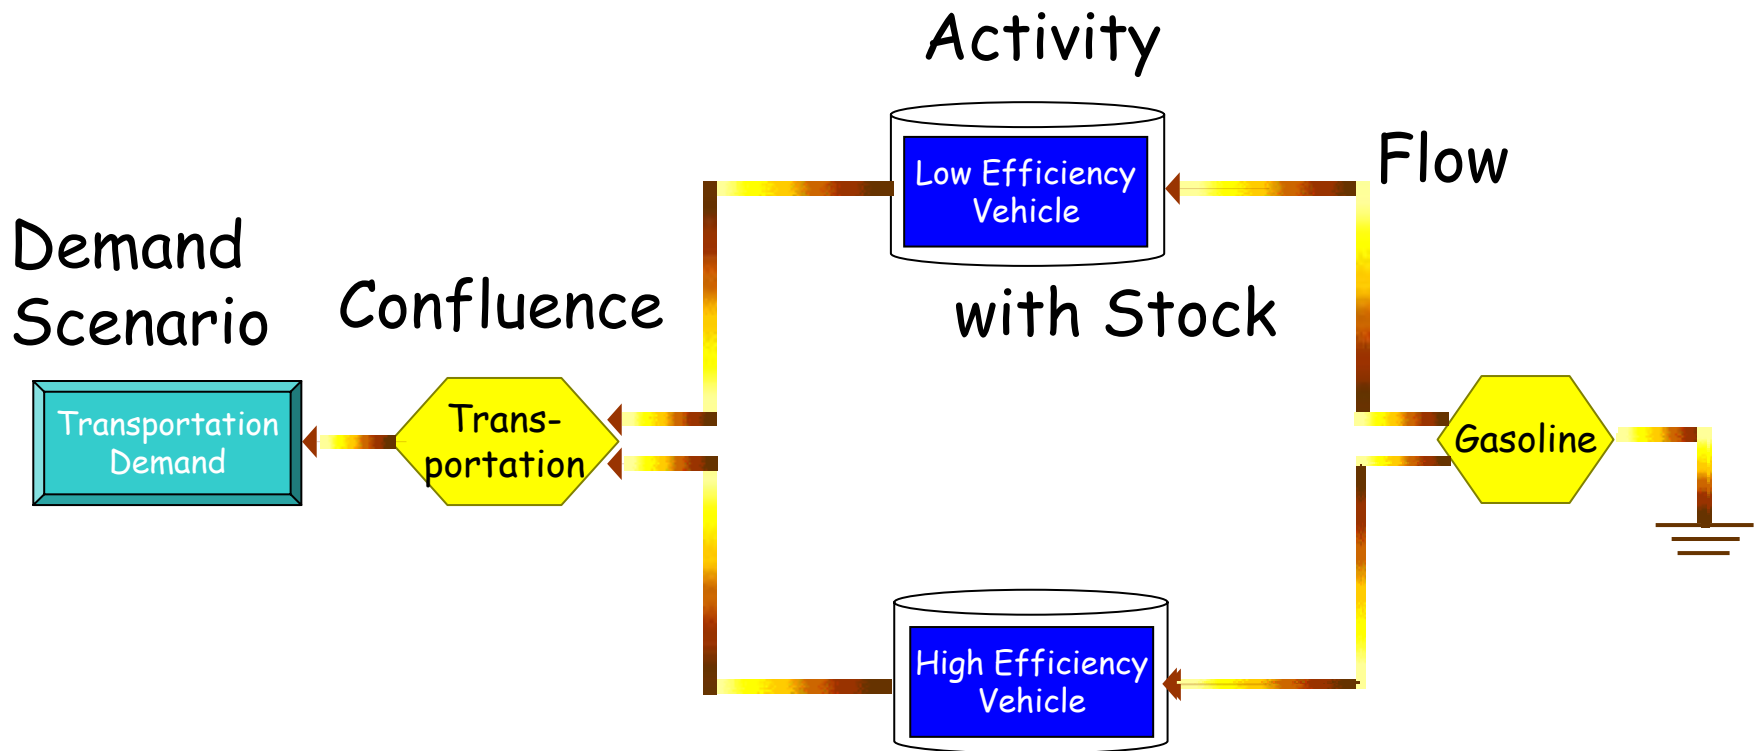 Activity
Low Efficiency
Vehicle
Flow
Demand
Scenario
Confluence
with Stock
Transportation
Demand
Trans-
portation
Gasoline
High Efficiency
Vehicle